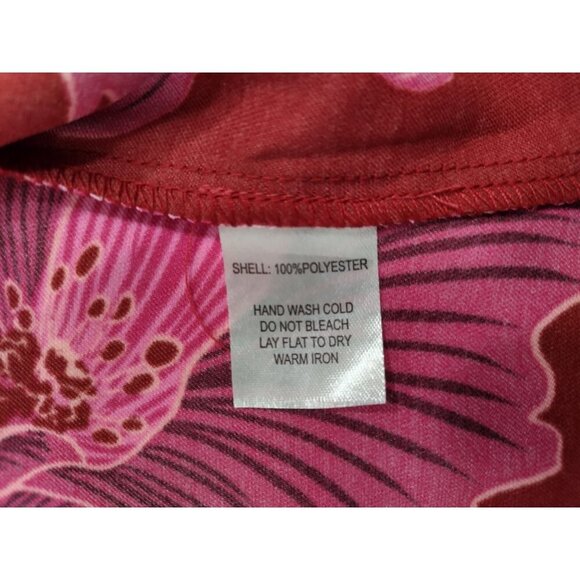 SHELL: 100%POLYESTER
HAND WASH COLD
DO NOT BLEACH
LAY FLAT TO DRY
WARM IRON